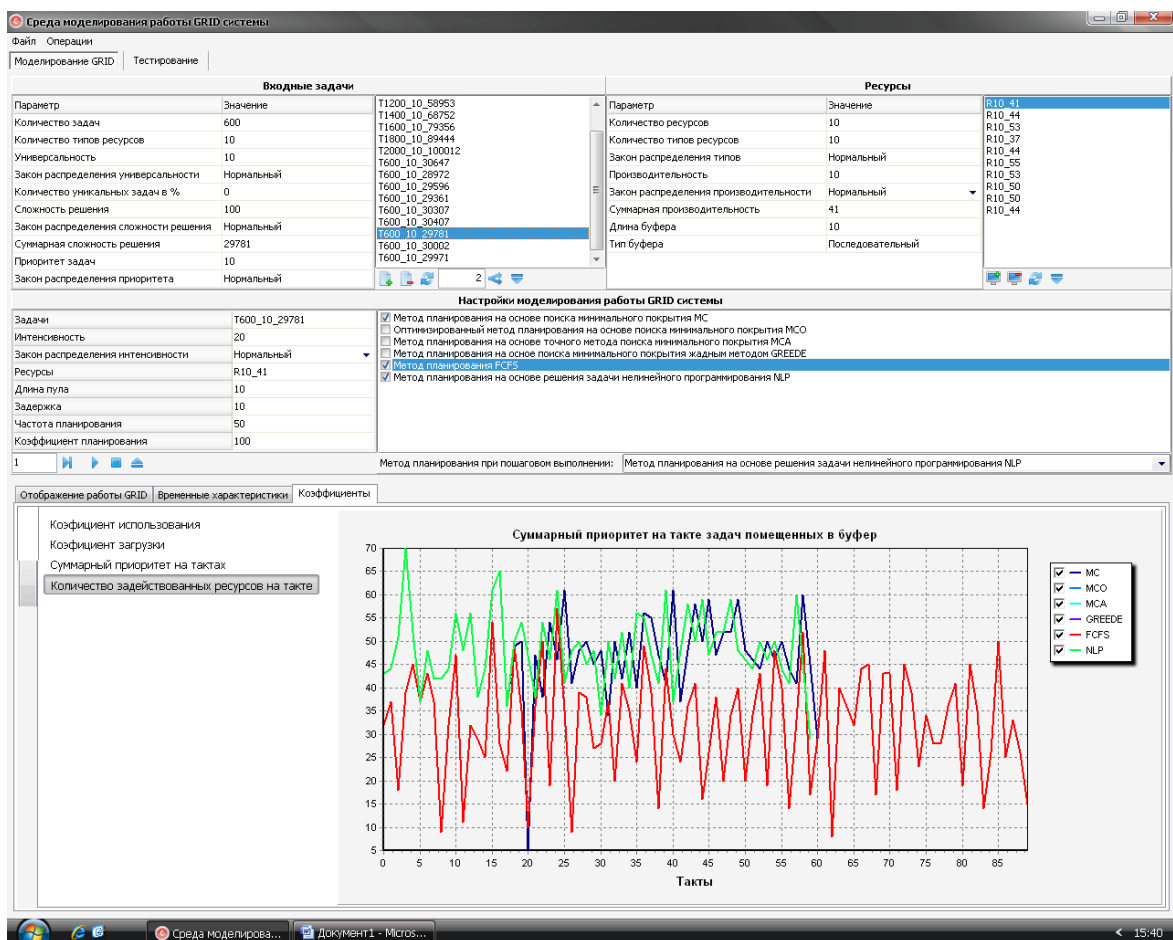 Среда моделирования работы GRID системы
Файл Операции
Моделирование GRID Тестирование
Входные задачи
Параметр Значение
Количество задач 600
Количество типов ресурсов 10
Универсальность 10
Закон распределения универсальности Нормальный
Количество уникальных задач в % 0
Сложность решения 100
Закон распределения сложности решения Нормальный
Суммарная сложность решения 29781
Приоритет задач 10
Закон распределения приоритета Нормальный
T1200_10_58953
T1400_10_68752
T1600_10_79356
T1800_10_89444
T2000_10_100012
T600_10_30647
T600_10_28972
T600_10_29596
T600_10_29361
T600_10_30307
T600_10_30407
T600_10_29781
T600_10_30002
T600_10_29971
2
Ресурсы
Параметр Значение
Количество ресурсов 10
Количество типов ресурсов 10
Закон распределения типов Нормальный
Производительность 10
Закон распределения производительности Нормальный
Суммарная производительность 41
Длина буфера 10
Тип буфера Последовательный
R10_41
R10_44
R10_53
R10_37
R10_44
R10_55
R10_53
R10_50
R10_50
R10_44
Настройки моделирования работы GRID системы
Задачи T600_10_29781
Интенсивность 20
Закон распределения интенсивности Нормальный
Ресурсы R10_41
Длина пула 10
Задержка 10
Частота планирования 50
Коэффициент планирования 100
1
Метод планирования на основе поиска минимального покрытия MC
Оптимизированный метод планирования на основе поиска минимального покрытия MCO
Метод планирования на основе точного метода поиска минимального покрытия MCA
Метод планирования на осное поиска минимального покрытия жадным методом GREEDE
Метод планирования FCFS
Метод планирования на основе решения задачи нелинейного программирования NLP
Метод планирования при пошаговом выполнении: Метод планирования на основе решения задачи нелинейного программирования NLP
Отображение работы GRID Временные характеристики Коэффициенты
Коэфициент использования
Коэфициент загрузки
Суммарный приоритет на тактах
Количество задействованных ресурсов на такте
Суммарный приоритет на такте задач помещенных в буфер
70
65
60
55
50
45
40
35
30
25
20
15
10
5
0 5 10 15 20 25 30 35 40 45 50 55 60 65 70 75 80 85
Такты
MC
MCO
MCA
GREEDE
FCFS
NLP
Среда моделирова... Документ1 - Micros... 15:40